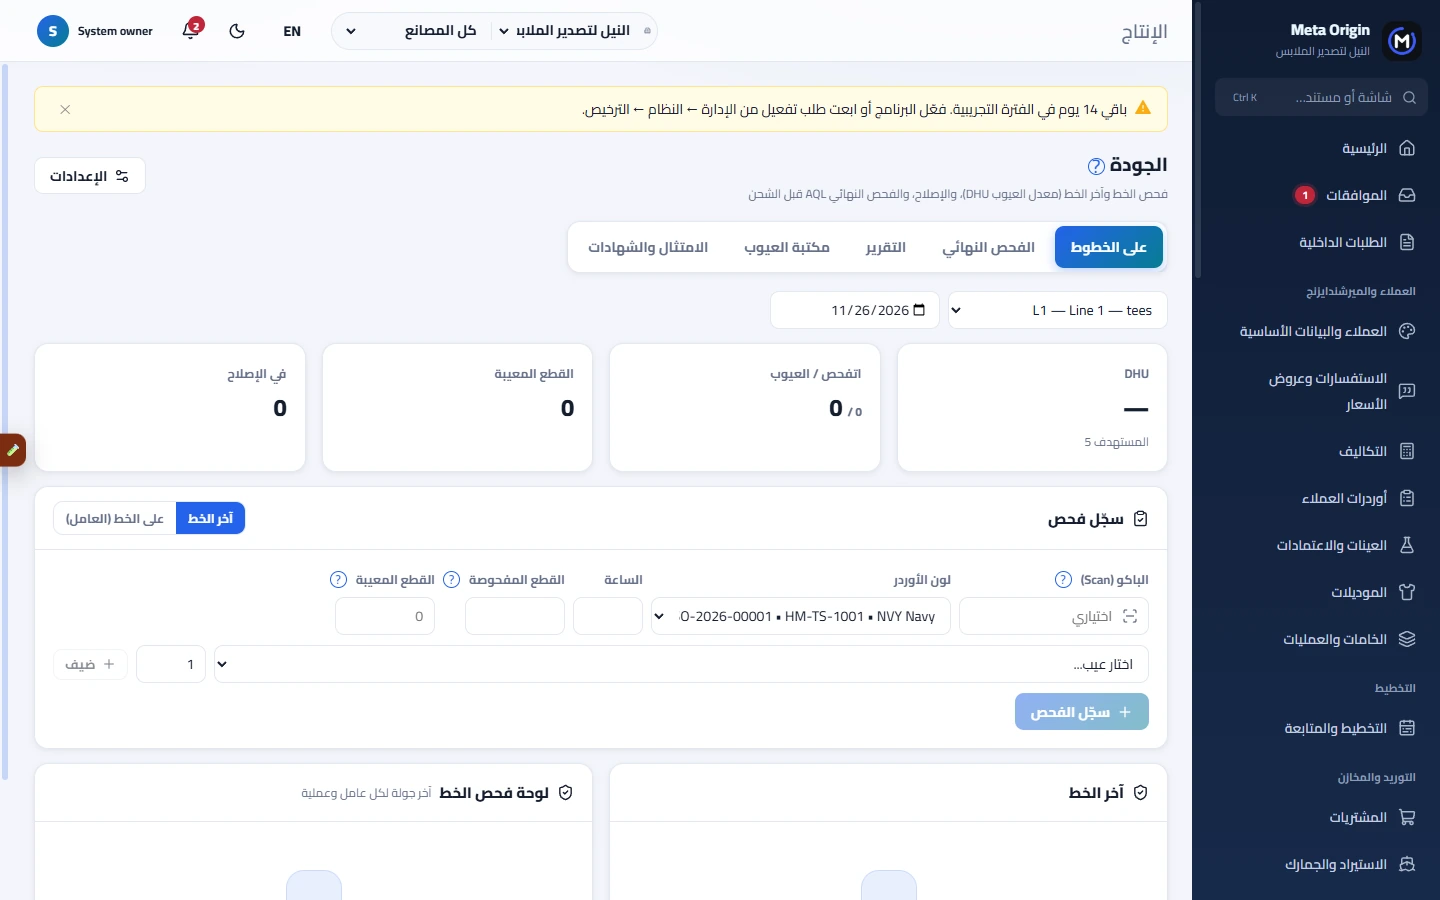 Meta Origin
النيل لتصدير الملابس
شاشة أو مستند...
Ctrl K
الرئيسية
الموافقات
1
الطلبات الداخلية
العملاء والميرشندايزنج
العملاء والبيانات الأساسية
الاستفسارات وعروض
الأسعار
التكاليف
أوردرات العملاء
العينات والاعتمادات
الموديلات
الخامات والعمليات
التخطيط
التخطيط والمتابعة
التوريد والمخازن
المشتريات
الاستيراد والجمارك
الإنتاج
النيل لتصدير الملابس
كل المصانع
EN
2
System owner
S
باقي 14 يوم في الفترة التجريبية. فعّل البرنامج أو ابعت طلب تفعيل من الإدارة ← النظام ← الترخيص.
الجودة ?
فحص الخط وآخر الخط (معدل العيوب DHU)، والإصلاح، والفحص النهائي AQL قبل الشحن
الإعدادات
على الخطوط
الفحص النهائي
التقرير
مكتبة العيوب
الامتثال والشهادات
L1 — Line 1 — tees
11/26/2026
DHU
—
المستهدف 5
اتفحص / العيوب
0 / 0
القطع المعيبة
0
في الإصلاح
0
سجّل فحص
آخر الخط
على الخط (العامل)
الباكو (Scan) ?
لون الأوردر
الساعة
القطع المفحوصة ?
القطع المعيبة ?
اختياري
O-2026-00001 • HM-TS-1001 • NVY Navy
0
اختار عيب...
1
+ ضيف
+ سجّل الفحص
آخر الخط
لوحة فحص الخط
آخر جولة لكل عامل وعملية